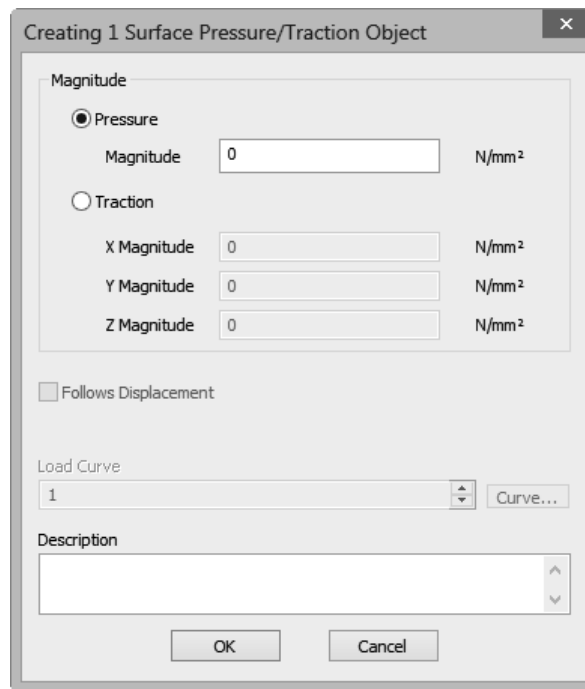 Creating 1 Surface Pressure/Traction Object
Magnitude
Pressure
Magnitude 0 N/mm²
Traction
X Magnitude 0 N/mm²
Y Magnitude 0 N/mm²
Z Magnitude 0 N/mm²
Follows Displacement
Load Curve
1 Curve...
Description
OK Cancel